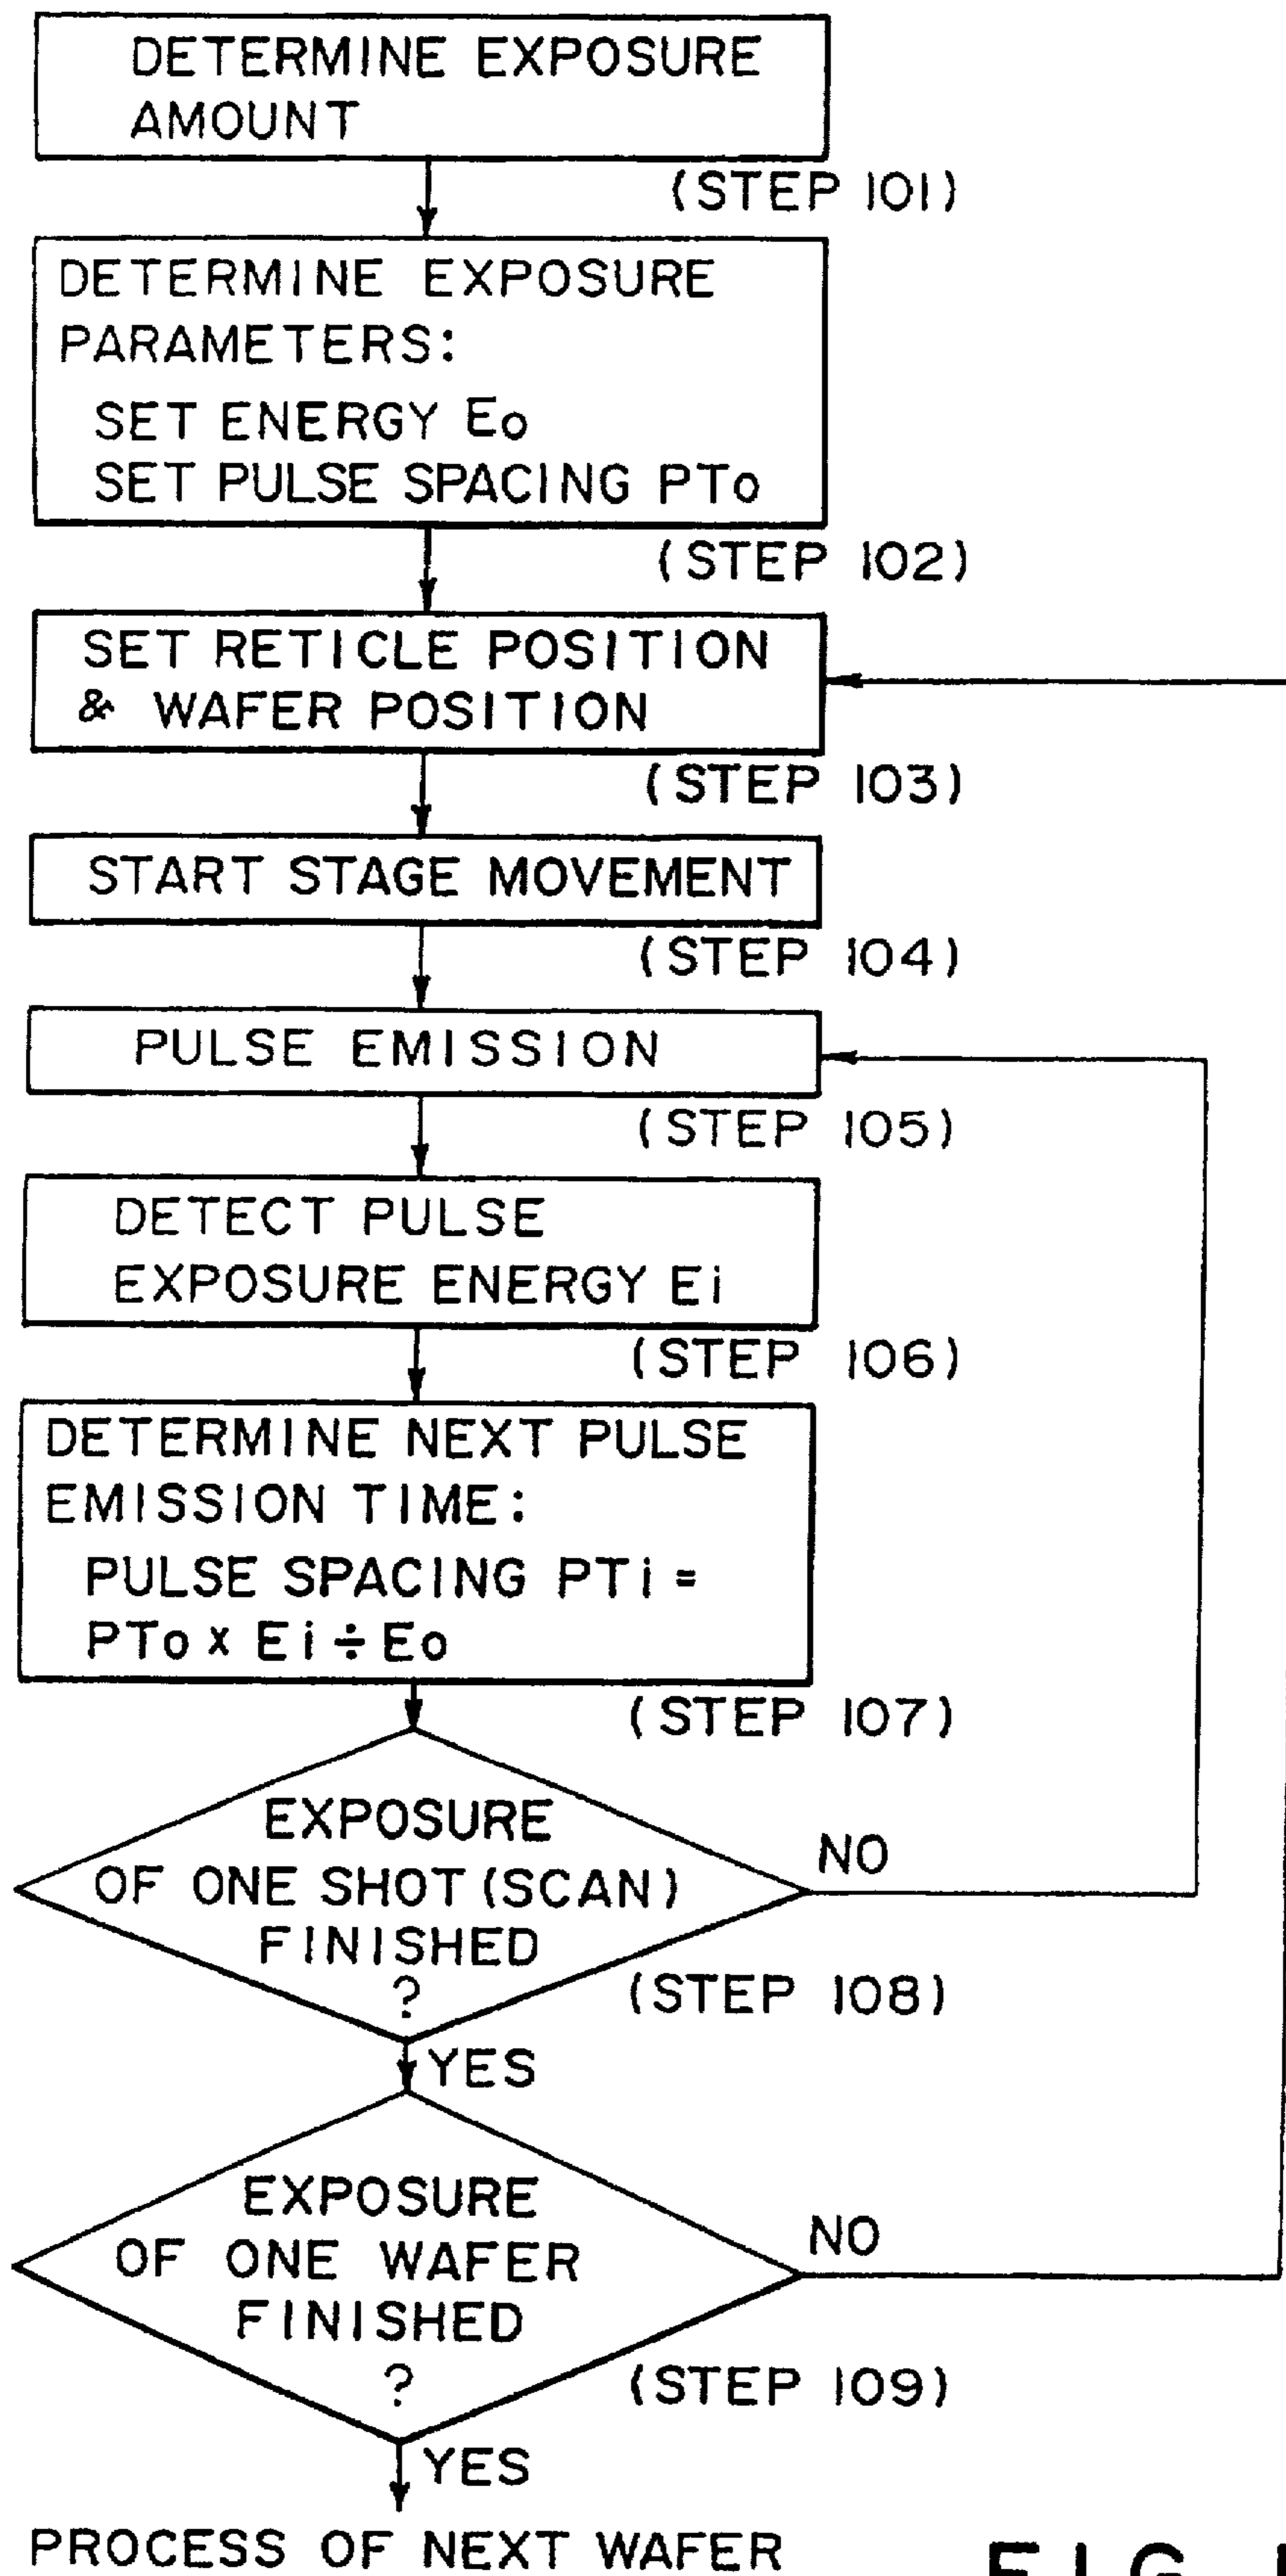 DETERMINE EXPOSURE
AMOUNT
(STEP 101)
DETERMINE EXPOSURE
PARAMETERS:
SET ENERGY Eo
SET PULSE SPACING PTo
(STEP 102)
SET RETICLE POSITION
& WAFER POSITION
(STEP 103)
START STAGE MOVEMENT
(STEP 104)
PULSE EMISSION
(STEP 105)
DETECT PULSE
EXPOSURE ENERGY Ei
(STEP 106)
DETERMINE NEXT PULSE
EMISSION TIME:
PULSE SPACING PTi =
PTo x Ei ÷ Eo
(STEP 107)
EXPOSURE
OF ONE SHOT (SCAN)
FINISHED
?
NO
(STEP 108)
YES
EXPOSURE
OF ONE WAFER
FINISHED
?
NO
(STEP 109)
YES
PROCESS OF NEXT WAFER